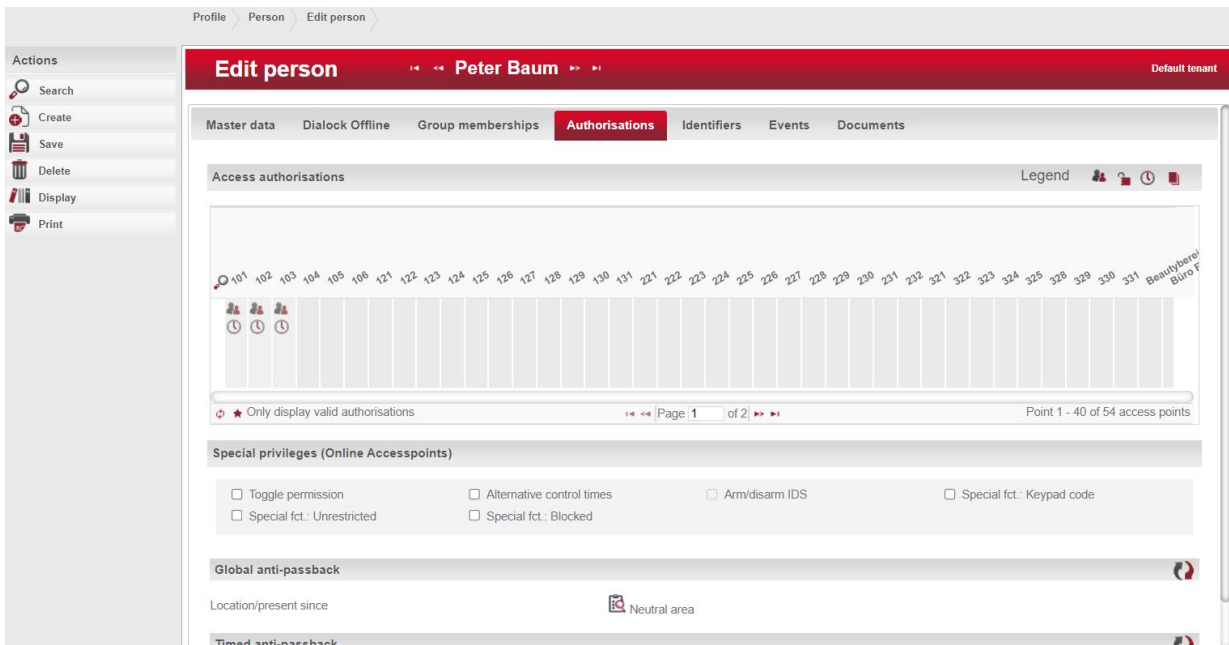 Profile Person Edit person
Actions
Search
Create
Save
Delete
Display
Print
Edit person Peter Baum Default tenant
Master data Dialock Offline Group memberships Authorisations Identifiers Events Documents
Access authorisations Legend
101 102 103 104 105 106 121 122 123 124 125 126 127 128 129 130 131 221 222 223 224 225 226 227 228 229 230 231 232 321 322 323 324 325 328 329 330 331 Beautyberei Büro
Only display valid authorisations Page 1 of 2 Point 1 - 40 of 54 access points
Special privileges (Online Accesspoints)
Toggle permission Alternative control times Arm/disarm IDS Special fct.: Keypad code
Special fct.: Unrestricted Special fct.: Blocked
Global anti-passback
Location/present since Neutral area
Timed anti-passback